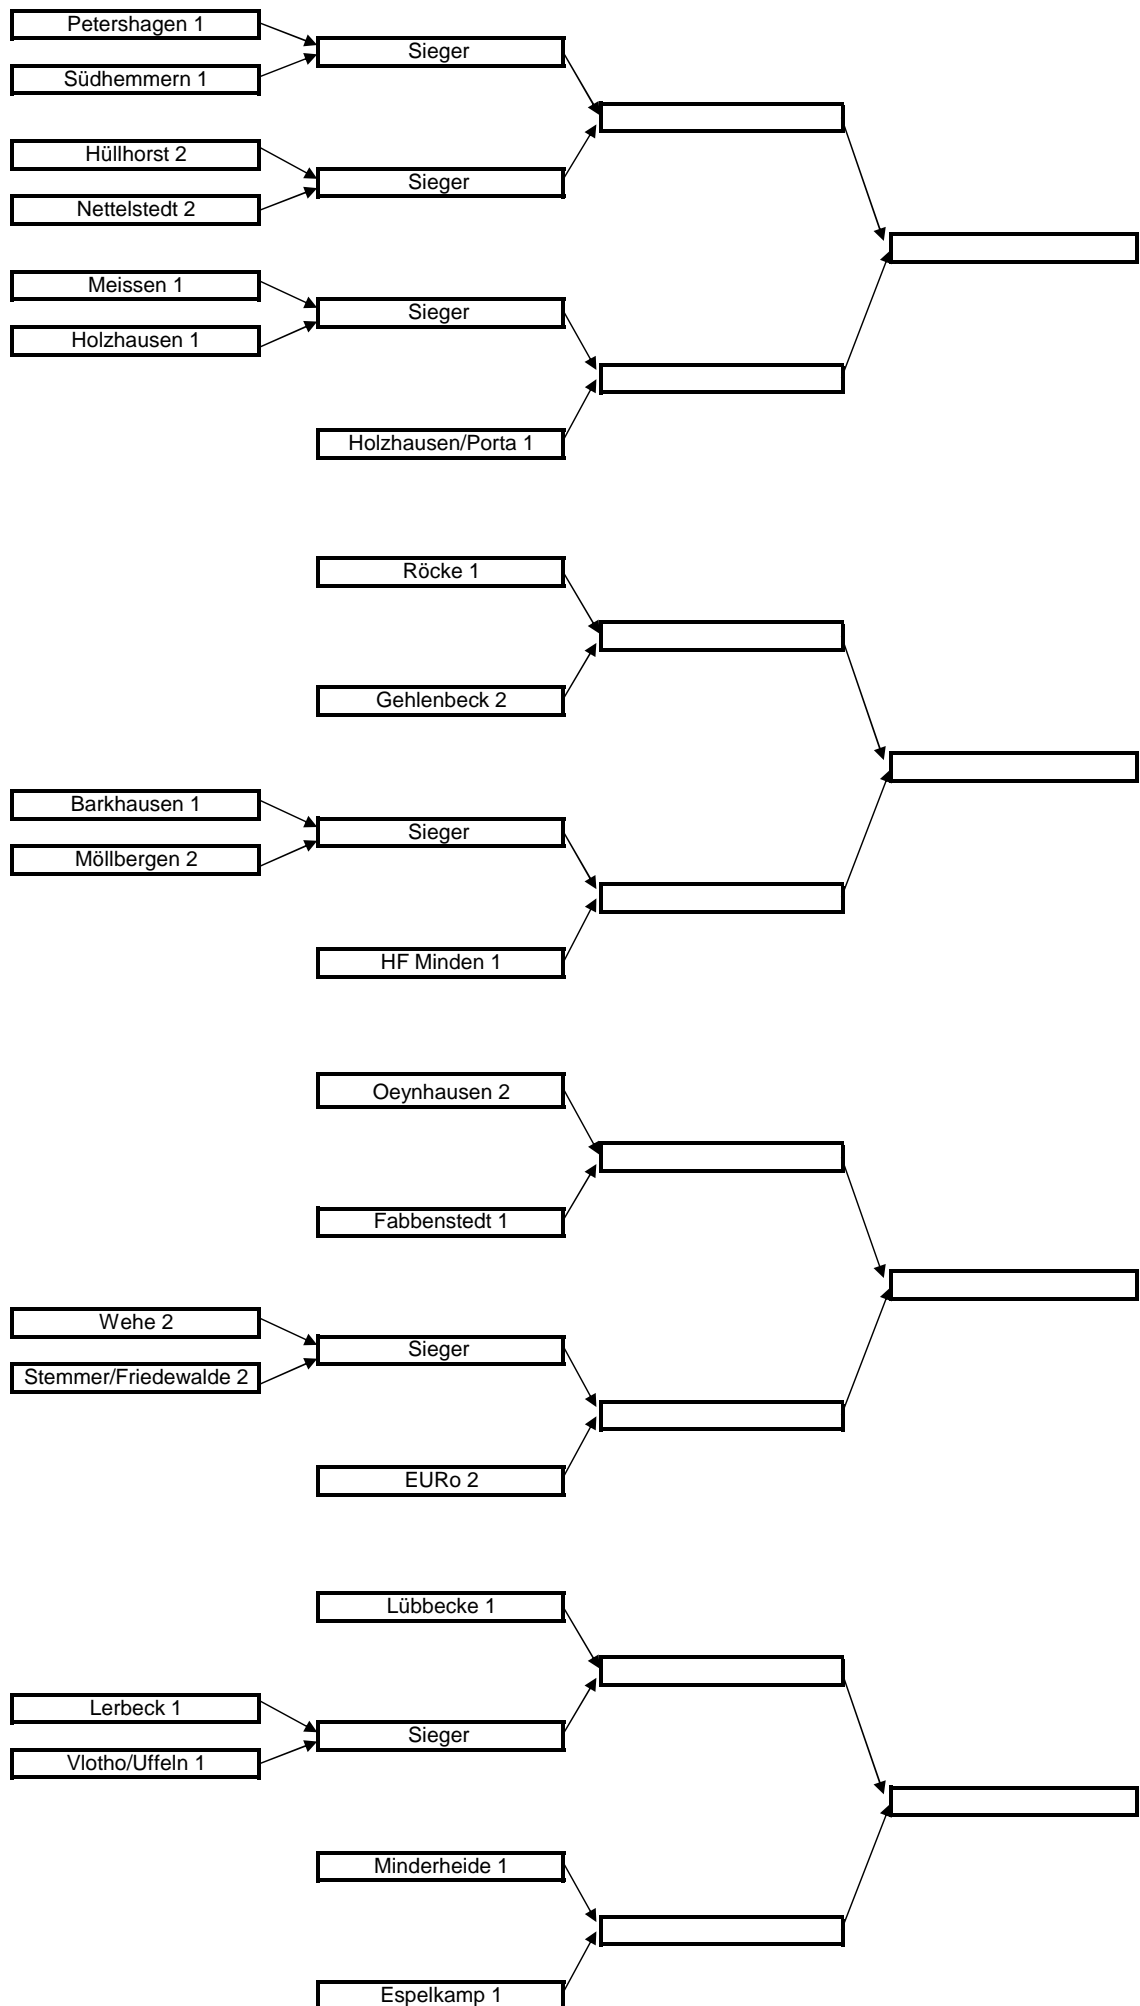 Petershagen 1
Sieger
Südhemmern 1
Hüllhorst 2
Sieger
Nettelstedt 2
Meissen 1
Sieger
Holzhausen 1
Holzhausen/Porta 1
Röcke 1
Gehlenbeck 2
Barkhausen 1
Sieger
Möllbergen 2
HF Minden 1
Oeynhausen 2
Fabbenstedt 1
Wehe 2
Sieger
Stemmer/Friedewalde 2
EURo 2
Lübbecke 1
Lerbeck 1
Sieger
Vlotho/Uffeln 1
Minderheide 1
Espelkamp 1